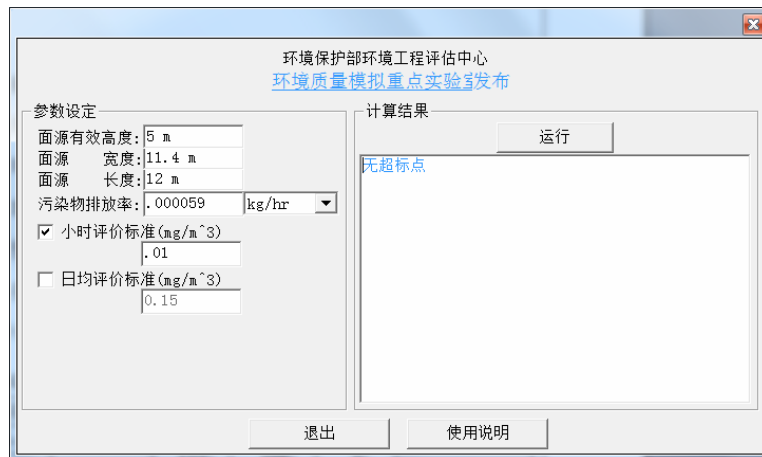 环境保护部环境工程评估中心
环境质量模拟重点实验室发布
参数设定
面源有效高度: 5 m
面源 宽度: 11.4 m
面源 长度: 12 m
污染物排放率: .000059 kg/hr
小时评价标准(mg/m^3)
.01
日均评价标准(mg/m^3)
0.15
计算结果
运行
无超标点
退出 使用说明